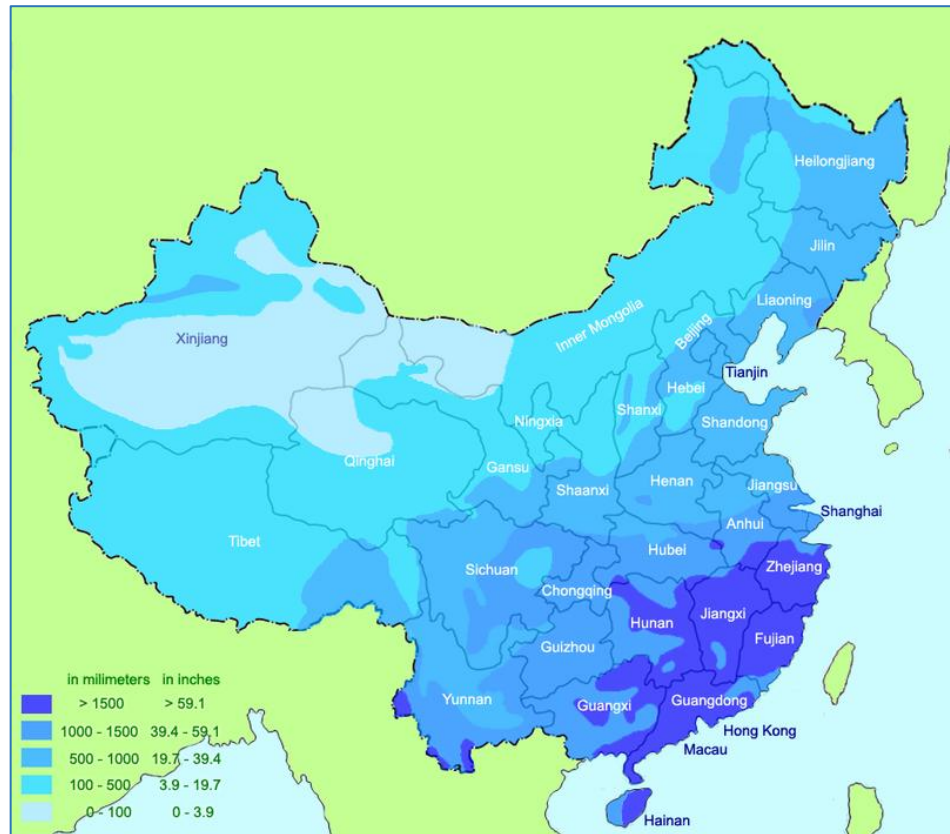 Heilongjiang
Jilin
Liaoning
Inner Mongolia
Beijing
Xinjiang
Tianjin
Hebei
Shanxi
Ningxia
Shandong
Qinghai
Gansu
Shaanxi
Henan
Jiangsu
Shanghai
Anhui
Tibet
Hubei
Sichuan
Zhejiang
Chongqing
Jiangxi
Hunan
Fujian
Guizhou
Yunnan
Guangxi
Guangdong
Hong Kong
Macau
Hainan
in milimeters in inches
> 1500 > 59.1
1000 - 1500 39.4 - 59.1
500 - 1000 19.7 - 39.4
100 - 500 3.9 - 19.7
0 - 100 0 - 3.9